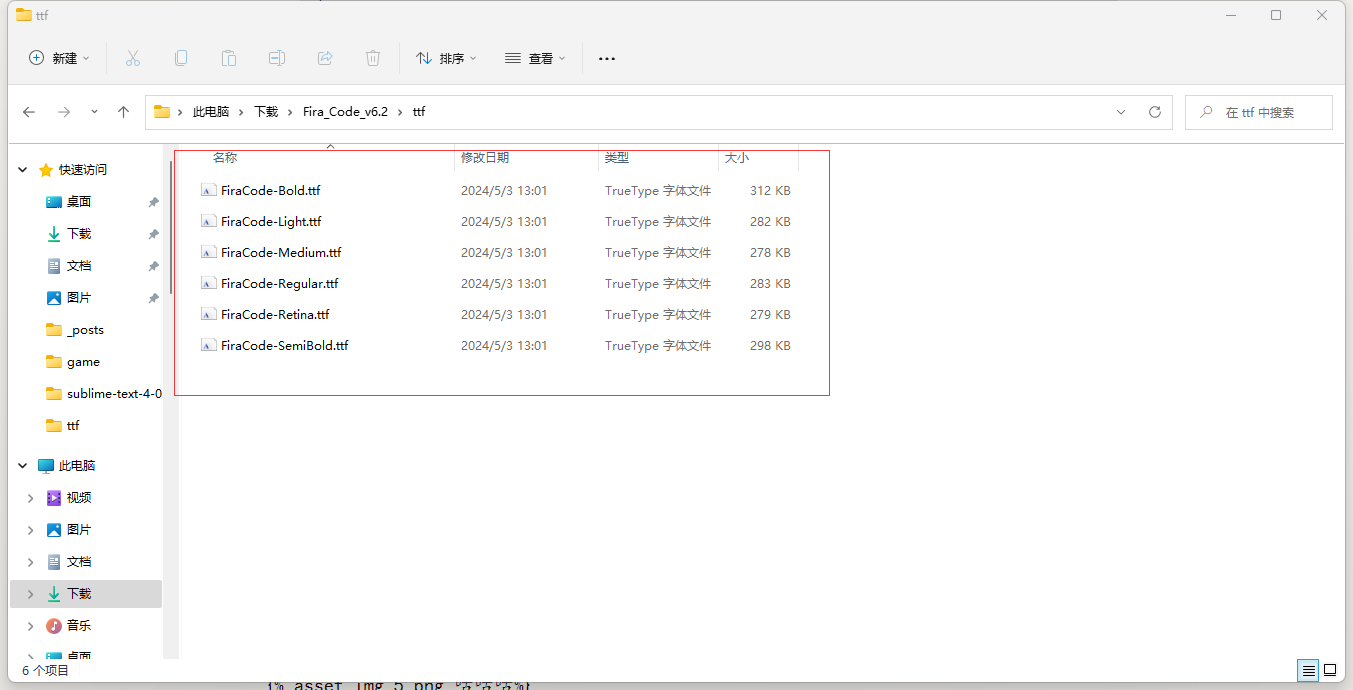 ttf
新建
排序
查看
此电脑 下载 Fira_Code_v6.2 ttf
在 ttf 中搜索
名称 修改日期 类型 大小
FiraCode-Bold.ttf 2024/5/3 13:01 TrueType 字体文件 312 KB
FiraCode-Light.ttf 2024/5/3 13:01 TrueType 字体文件 282 KB
FiraCode-Medium.ttf 2024/5/3 13:01 TrueType 字体文件 278 KB
FiraCode-Regular.ttf 2024/5/3 13:01 TrueType 字体文件 283 KB
FiraCode-Retina.ttf 2024/5/3 13:01 TrueType 字体文件 279 KB
FiraCode-SemiBold.ttf 2024/5/3 13:01 TrueType 字体文件 298 KB
快速访问
桌面
下载
文档
图片
_posts
game
sublime-text-4-0
ttf
此电脑
视频
图片
文档
下载
音乐
桌面
6 个项目